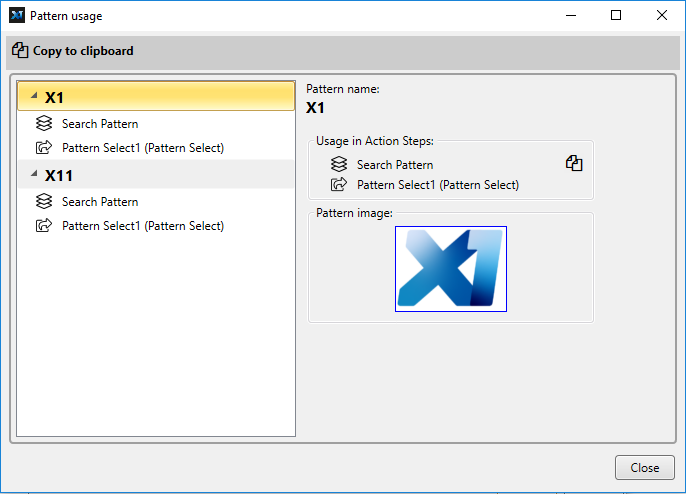 Pattern usage
Copy to clipboard
X1
Search Pattern
Pattern Select1 (Pattern Select)
X11
Search Pattern
Pattern Select1 (Pattern Select)
Pattern name:
X1
Usage in Action Steps:
Search Pattern
Pattern Select1 (Pattern Select)
Pattern image:
X1
Close